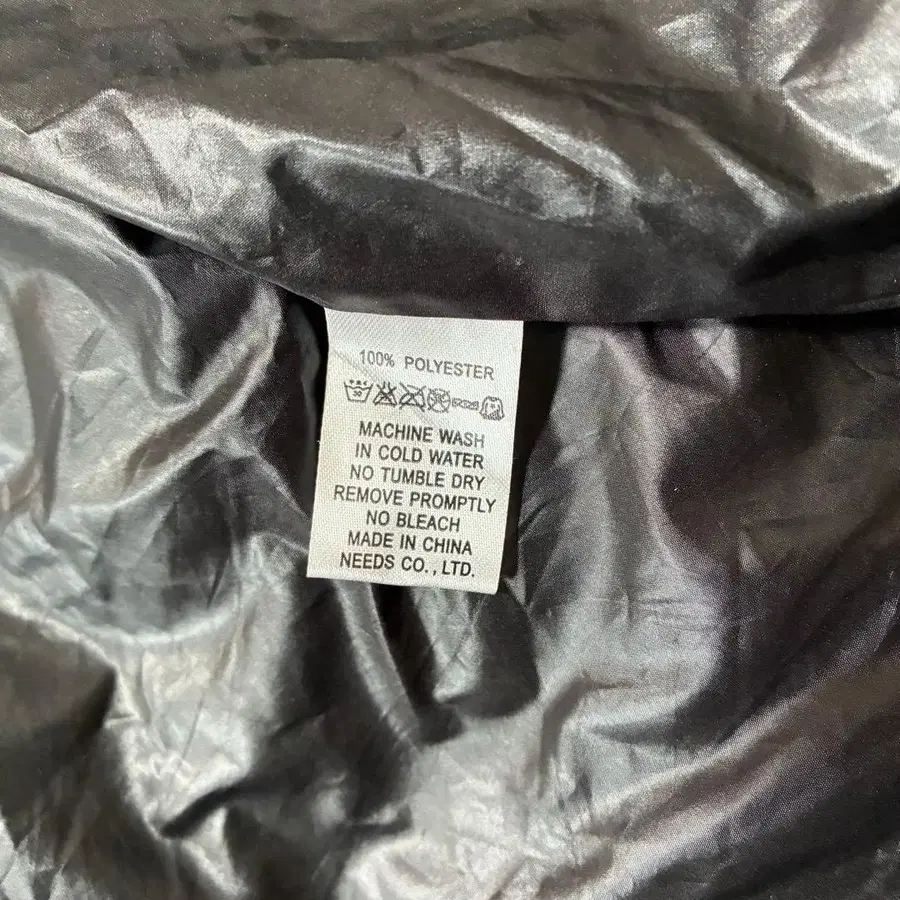 100% POLYESTER
30
MACHINE WASH
IN COLD WATER
NO TUMBLE DRY
REMOVE PROMPTLY
NO BLEACH
MADE IN CHINA
NEEDS CO., LTD.